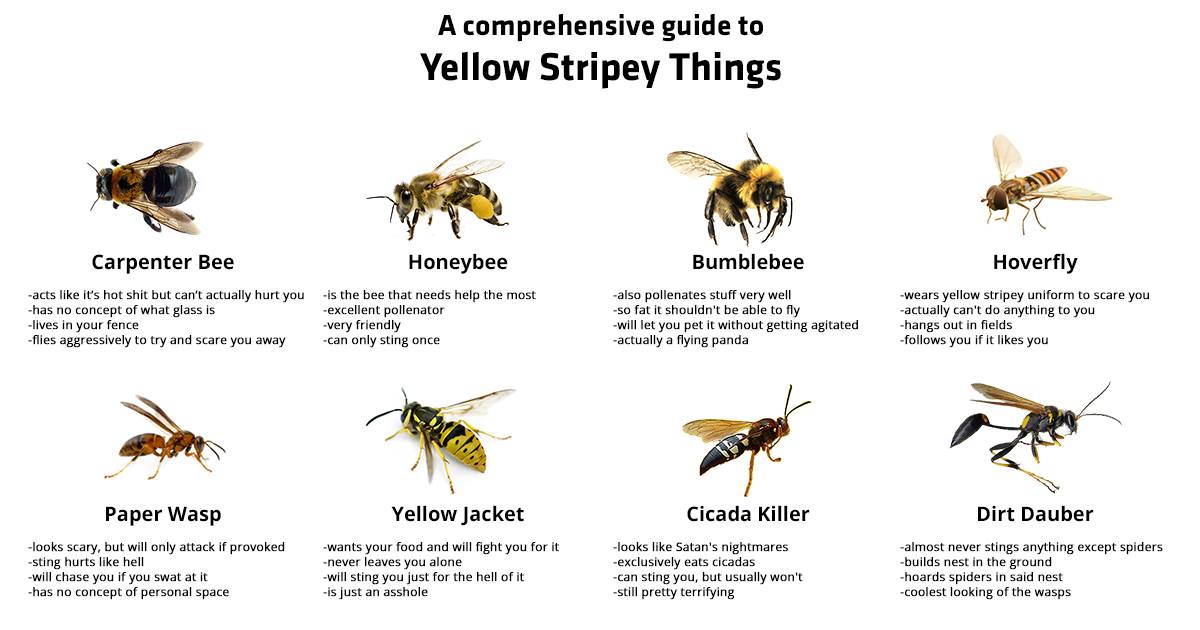 A comprehensive guide to
Yellow Stripey Things
Carpenter Bee
-acts like it's hot shit but can't actually hurt you
-has no concept of what glass is
-lives in your fence
-flies aggressively to try and scare you away
Honeybee
-is the bee that needs help the most
-excellent pollenator
-very friendly
-can only sting once
Bumblebee
-also pollenates stuff very well
-so fat it shouldn't be able to fly
-will let you pet it without getting agitated
-actually a flying panda
Hoverfly
-wears yellow stripey uniform to scare you
-actually can't do anything to you
-hangs out in fields
-follows you if it likes you
Paper Wasp
-looks scary, but will only attack if provoked
-sting hurts like hell
-will chase you if you swat at it
-has no concept of personal space
Yellow Jacket
-wants your food and will fight you for it
-never leaves you alone
-will sting you just for the hell of it
-is just an asshole
Cicada Killer
-looks like Satan's nightmares
-exclusively eats cicadas
-can sting you, but usually won't
-still pretty terrifying
Dirt Dauber
-almost never stings anything except spiders
-builds nest in the ground
-hoards spiders in said nest
-coolest looking of the wasps